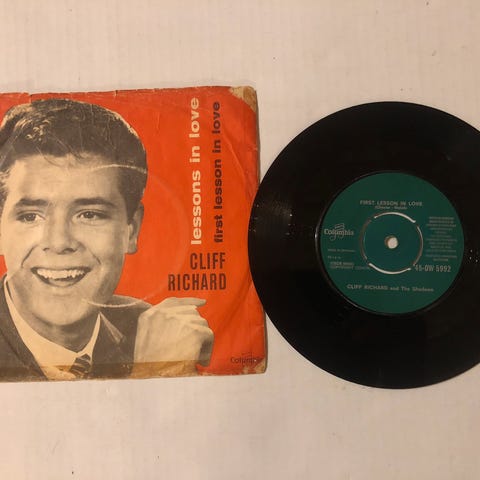 lessons in love
first lesson in love
CLIFF
RICHARD
Columbia
FIRST LESSON IN LOVE
Columbia
45-DW 5992
CLIFF RICHARD and The Shadows